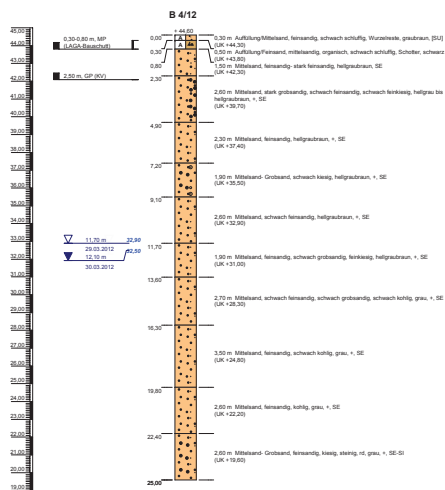 B 4/12
+ 44,60
45,00
44,00
43,00
42,00
41,00
40,00
39,00
38,00
37,00
36,00
35,00
34,00
33,00
32,00
31,00
30,00
29,00
28,00
27,00
26,00
25,00
24,00
23,00
22,00
21,00
20,00
19,00
0,30-0,80 m, MP
(LAGA-Bauschutt)
2,50 m, GP (KV)
11,70 m
32,90
29.03.2012
12,10 m
32,50
30.03.2012
0,00
0,30
0,80
2,30
4,90
7,20
9,10
11,70
13,60
16,30
19,80
22,40
25,00
A
A
0,30 m Auffüllung/Mittelsand, feinsandig, schwach schluffig, Wurzelreste, graubraun, [SU]
(UK +44,30)
0,50 m Auffüllung/Feinsand, mittelsandig, organisch, schwach schluffig, Schotter, schwarz
(UK +43,80)
1,50 m Mittelsand, feinsandig- stark feinsandig, hellgraubraun, SE
(UK +42,30)
2,60 m Mittelsand, stark grobsandig, schwach feinsandig, schwach feinkiesig, hellgrau bis
hellgraubraun, +, SE
(UK +39,70)
2,30 m Mittelsand, feinsandig, hellgraubraun, +, SE
(UK +37,40)
1,90 m Mittelsand- Grobsand, schwach kiesig, hellgraubraun, +, SE
(UK +35,50)
2,60 m Mittelsand, schwach feinsandig, hellgraubraun, +, SE
(UK +32,90)
1,90 m Mittelsand, feinsandig, schwach grobsandig, feinkiesig, hellgraubraun, +, SE
(UK +31,00)
2,70 m Mittelsand, schwach feinsandig, schwach grobsandig, schwach kohlig, grau, +, SE
(UK +28,30)
3,50 m Mittelsand, feinsandig, schwach kohlig, grau, +, SE
(UK +24,80)
2,60 m Mittelsand, feinsandig, kohlig, grau, +, SE
(UK +22,20)
2,60 m Mittelsand- Grobsand, feinsandig, kiesig, steinig, rd, grau, +, SE-SI
(UK +19,60)